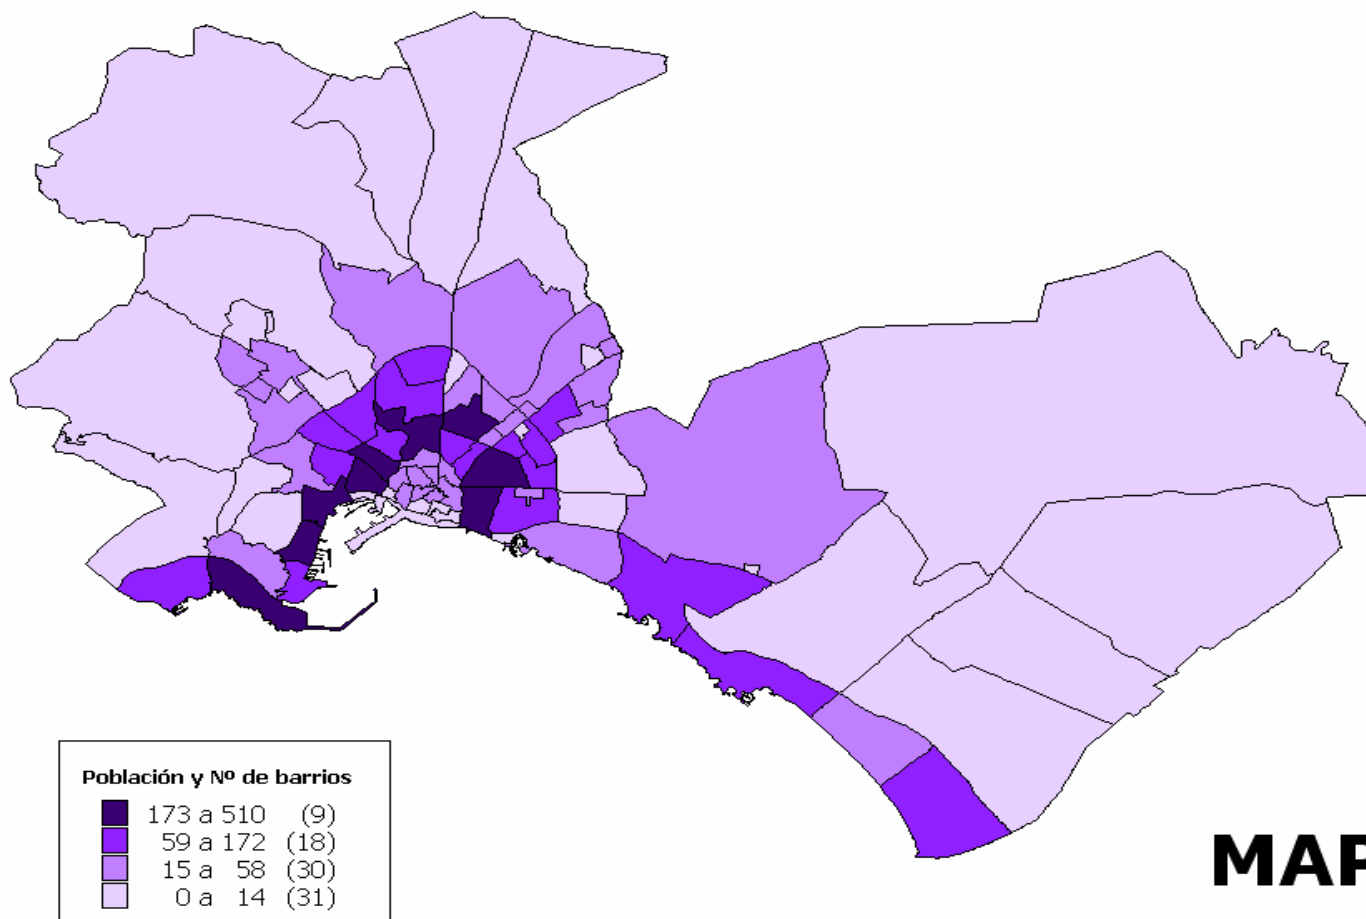 Población y Nº de barrios
173 a 510 (9)
59 a 172 (18)
15 a 58 (30)
0 a 14 (31)
MAP